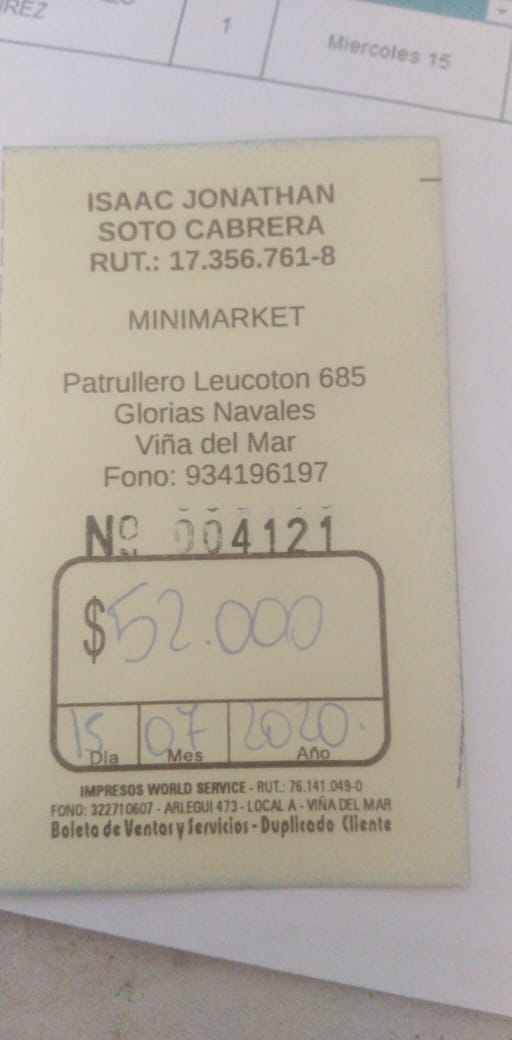 REZ
1
Miercoles 15
ISAAC JONATHAN
SOTO CABRERA
RUT.: 17.356.761-8
MINIMARKET
Patrullero Leucoton 685
Glorias Navales
Viña del Mar
Fono: 934196197
Nº 004121
$52.000
15 07 2020.
Día Mes Año
IMPRESOS WORLD SERVICE - RUT.: 76.141.049-0
FONO: 322710607 - ARLEGUI 473 - LOCAL A - VIÑA DEL MAR
Boleta de Ventas y Servicios - Duplicado Cliente